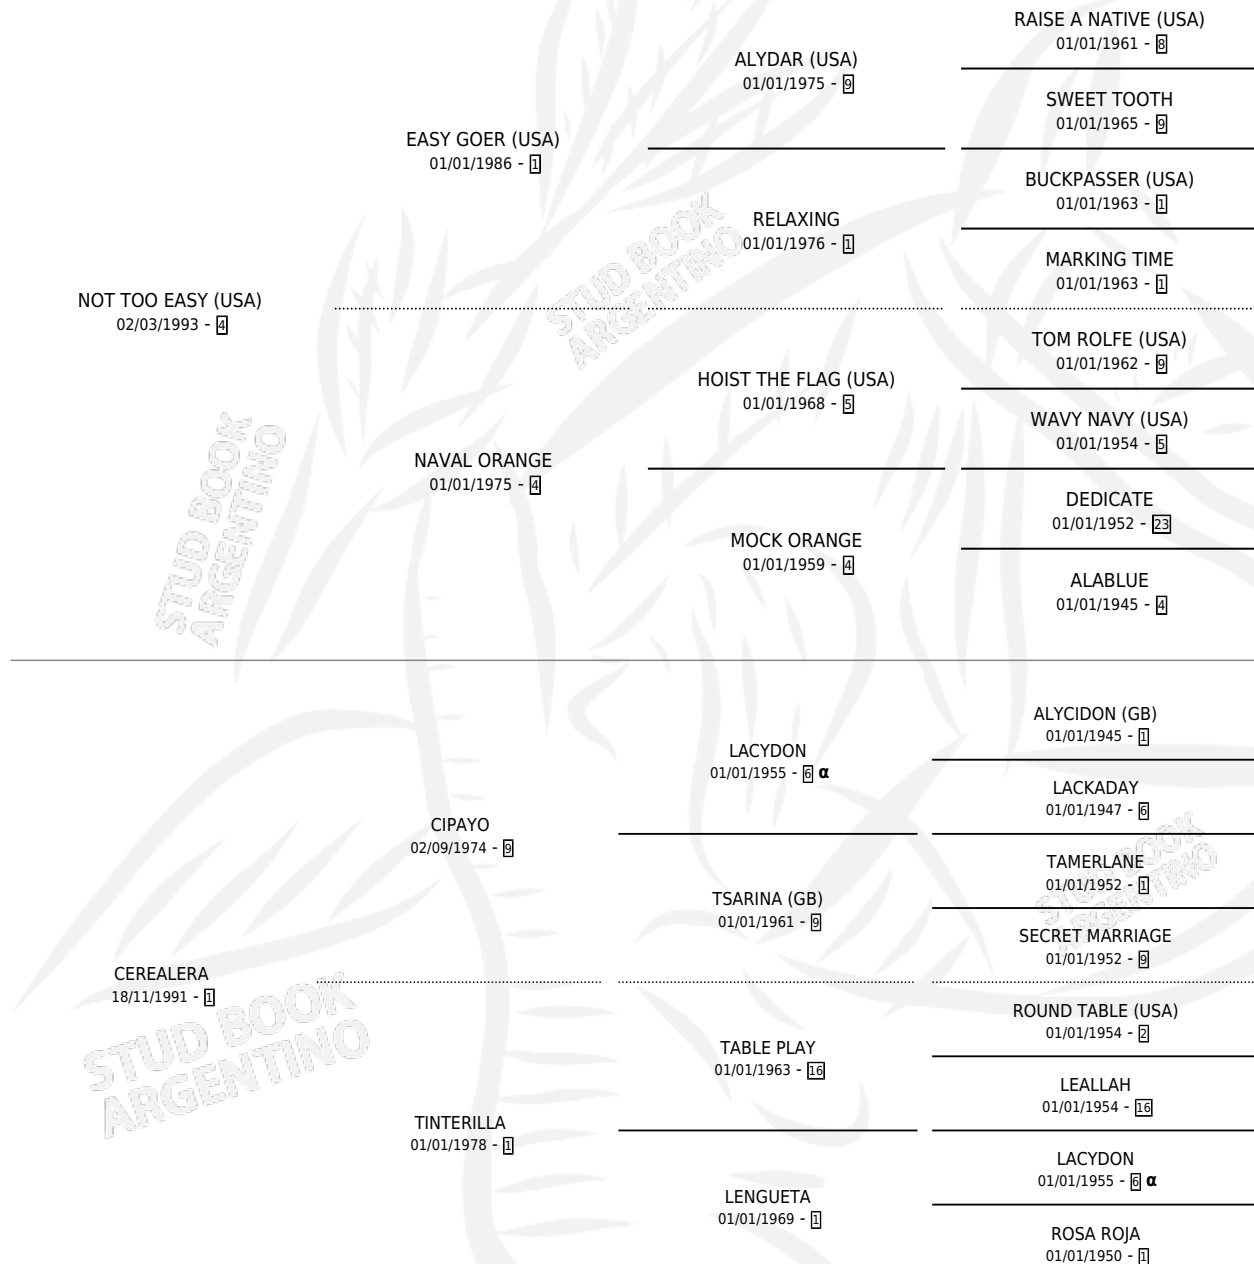 RAISE A NATIVE (USA)
01/01/1961 - 8
ALYDAR (USA)
01/01/1975 - 9
SWEET TOOTH
01/01/1965 - 9
EASY GOER (USA)
01/01/1986 - 1
BUCKPASSER (USA)
01/01/1963 - 1
RELAXING
01/01/1976 - 1
MARKING TIME
01/01/1963 - 1
NOT TOO EASY (USA)
02/03/1993 - 4
TOM ROLFE (USA)
01/01/1962 - 9
HOIST THE FLAG (USA)
01/01/1968 - 5
WAVY NAVY (USA)
01/01/1954 - 5
NAVAL ORANGE
01/01/1975 - 4
DEDICATE
01/01/1952 - 23
MOCK ORANGE
01/01/1959 - 4
ALABLUE
01/01/1945 - 4
ALYCIDON (GB)
01/01/1945 - 1
LACYDON
01/01/1955 - 6 α
LACKADAY
01/01/1947 - 6
CIPAYO
02/09/1974 - 9
TAMERLANE
01/01/1952 - 1
TSARINA (GB)
01/01/1961 - 9
SECRET MARRIAGE
01/01/1952 - 9
CEREALERA
18/11/1991 - 1
ROUND TABLE (USA)
01/01/1954 - 2
TABLE PLAY
01/01/1963 - 16
LEALLAH
01/01/1954 - 16
TINTERILLA
01/01/1978 - 1
LACYDON
01/01/1955 - 6 α
LENGUETA
01/01/1969 - 1
ROSA ROJA
01/01/1950 - 1
STUD BOOK
ARGENTINO
STUD BOOK
ARGENTINO
STUD BOOK
ARGENTINO
STUD BOOK
ARGENTINO